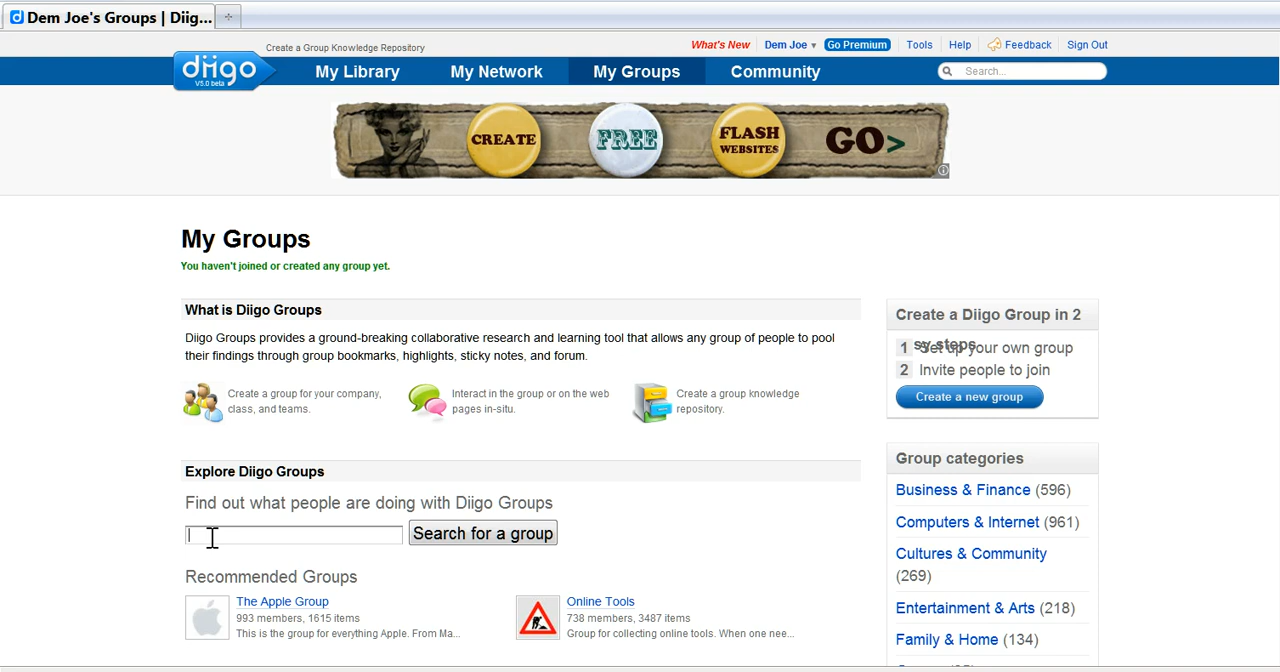 Dem Joe's Groups | Diig...
Create a Group Knowledge Repository
What's New
Dem Joe
Go Premium
Tools
Help
Feedback
Sign Out
diigo
V5.0 beta
My Library
My Network
My Groups
Community
Search...
CREATE
FREE
FLASH
WEBSITES
GO>
My Groups
You haven't joined or created any group yet.
What is Diigo Groups
Diigo Groups provides a ground-breaking collaborative research and learning tool that allows any group of people to pool
their findings through group bookmarks, highlights, sticky notes, and forum.
Create a group for your company,
class, and teams.
Interact in the group or on the web
pages in-situ.
Create a group knowledge
repository.
Explore Diigo Groups
Find out what people are doing with Diigo Groups
Search for a group
Recommended Groups
The Apple Group
993 members, 1615 items
This is the group for everything Apple. From Ma...
Online Tools
738 members, 3487 items
Group for collecting online tools. When one nee...
Create a Diigo Group in 2
1 Set up your own group
2 Invite people to join
Create a new group
Group categories
Business & Finance (596)
Computers & Internet (961)
Cultures & Community
(269)
Entertainment & Arts (218)
Family & Home (134)